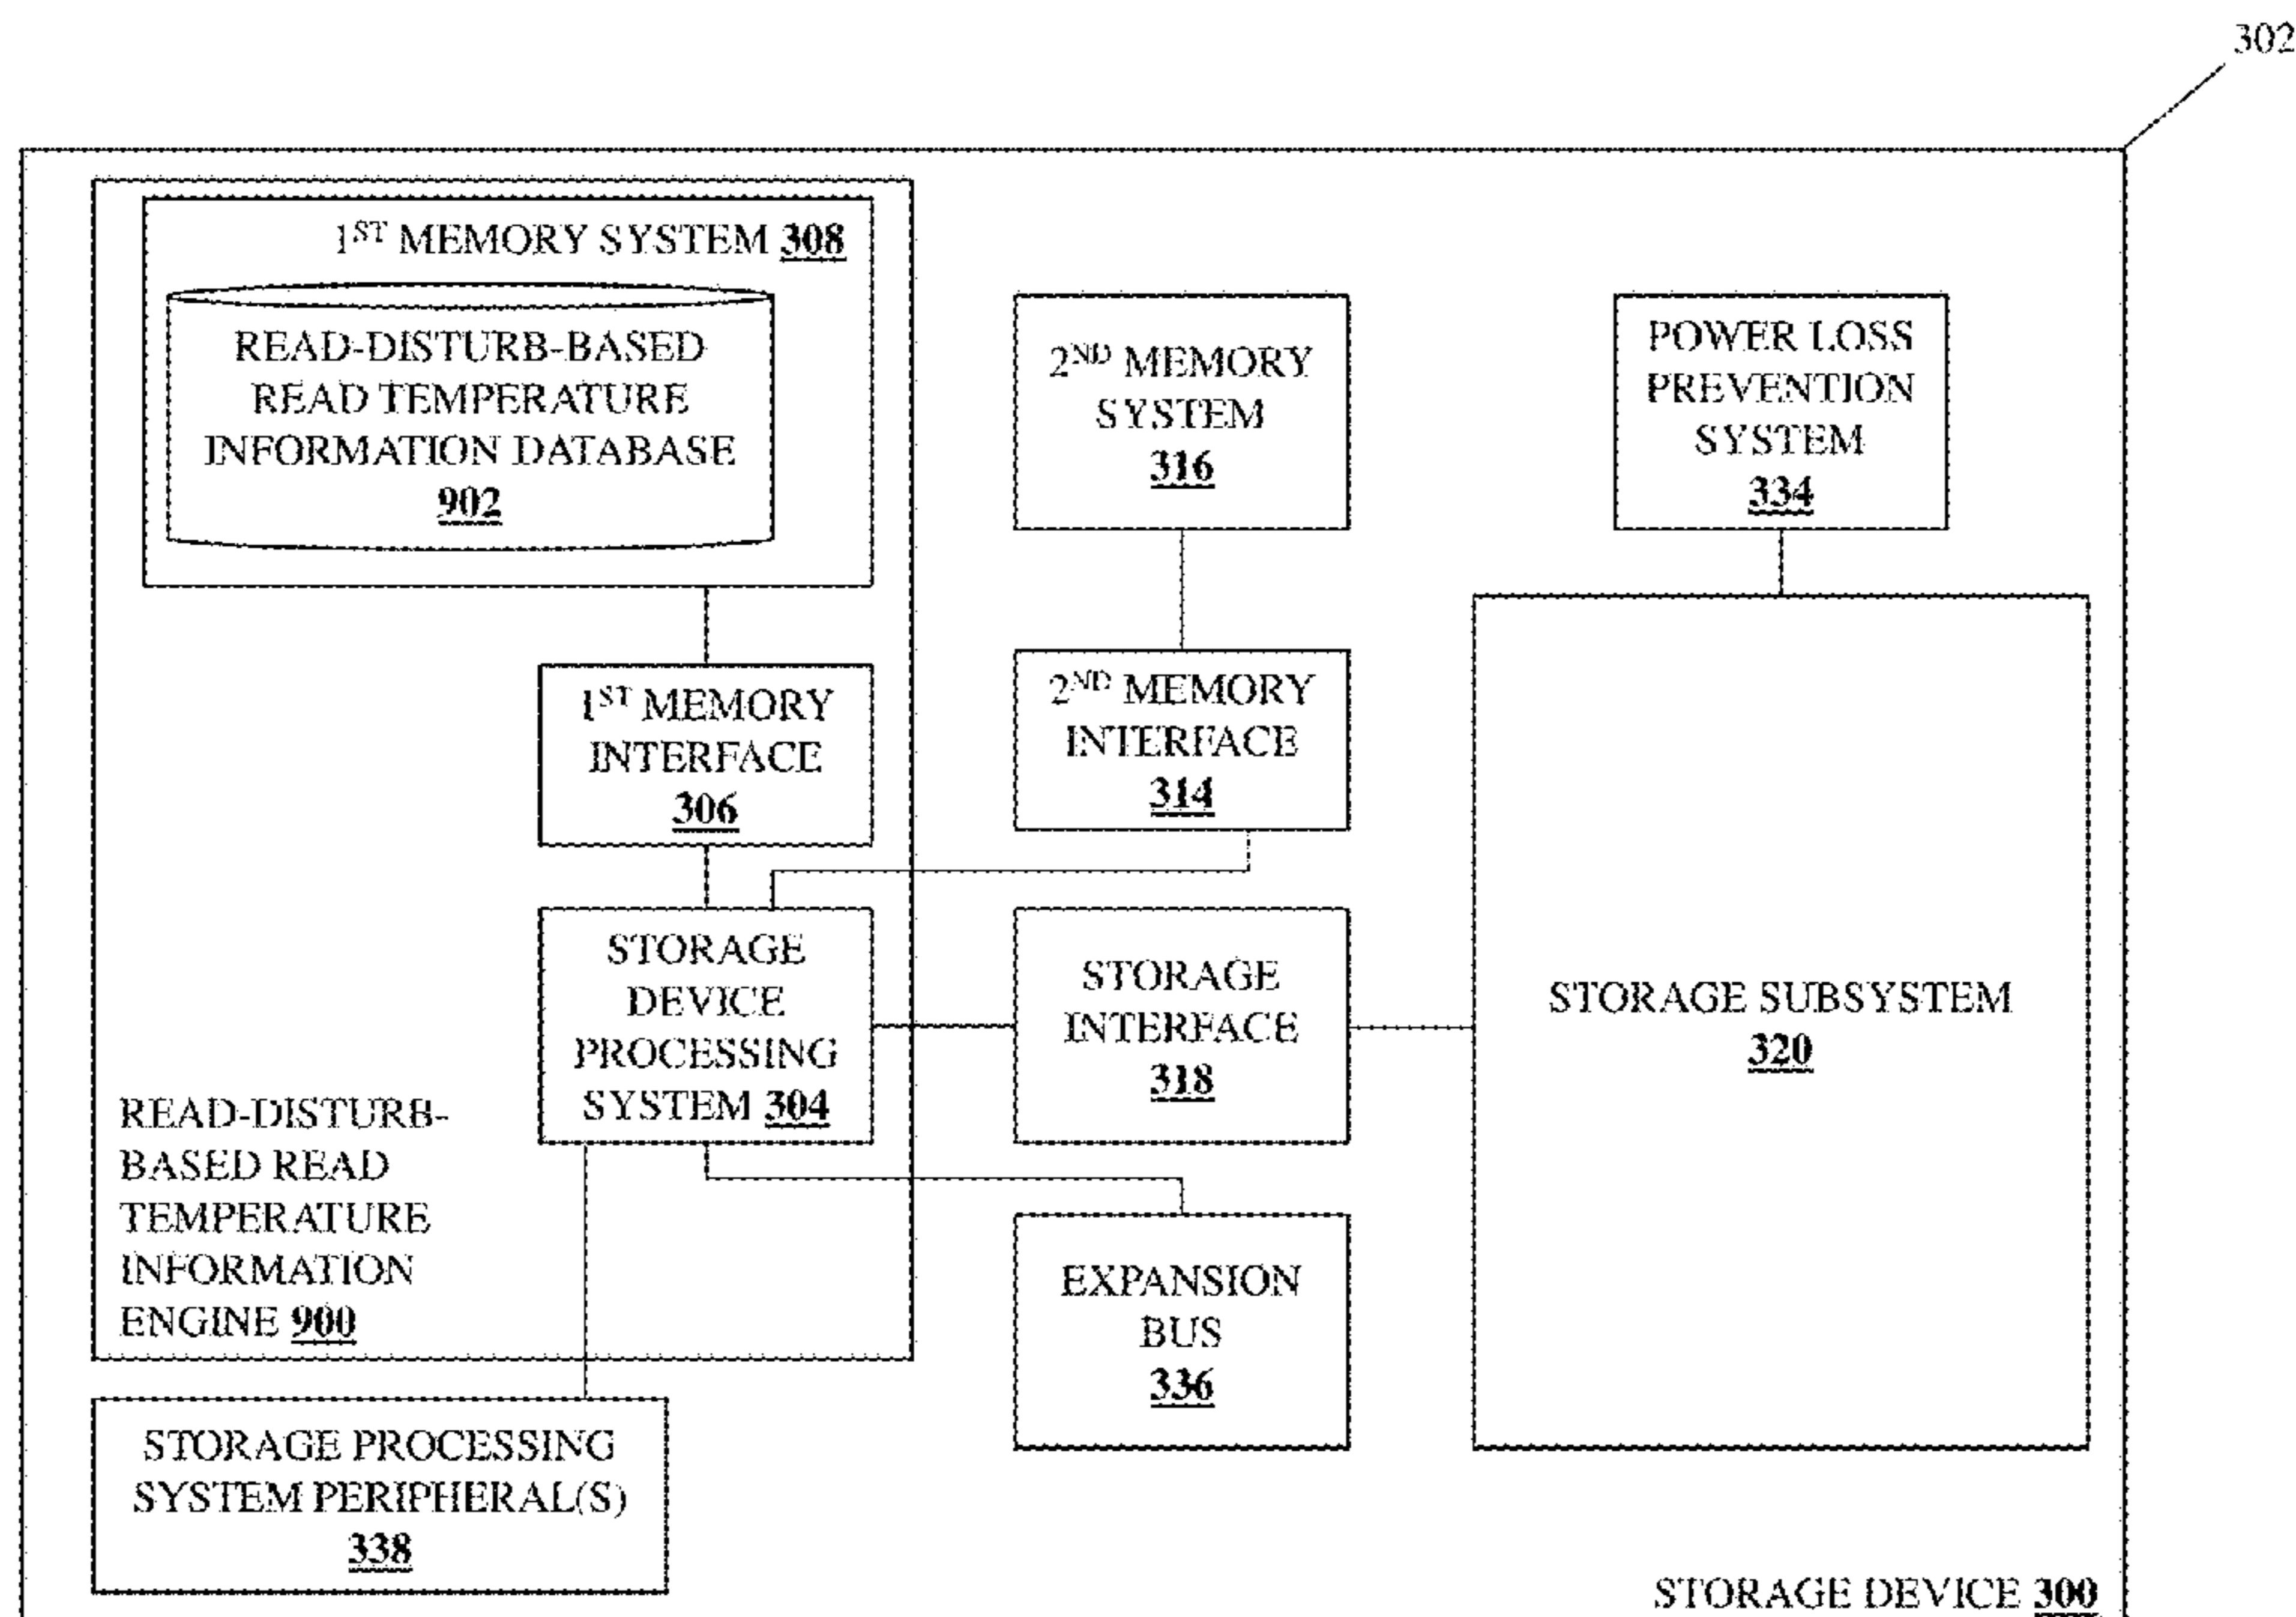 302
1ST MEMORY SYSTEM 308
READ-DISTURB-BASED
READ TEMPERATURE
INFORMATION DATABASE
902
2ND MEMORY
SYSTEM
316
POWER LOSS
PREVENTION
SYSTEM
334
1ST MEMORY
INTERFACE
306
2ND MEMORY
INTERFACE
314
STORAGE
DEVICE
PROCESSING
SYSTEM 304
STORAGE
INTERFACE
318
STORAGE SUBSYSTEM
320
READ-DISTURB-
BASED READ
TEMPERATURE
INFORMATION
ENGINE 900
EXPANSION
BUS
336
STORAGE PROCESSING
SYSTEM PERIPHERAL(S)
338
STORAGE DEVICE 300